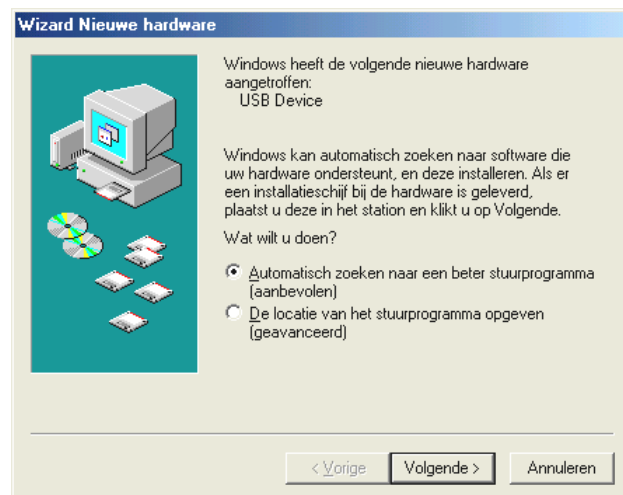 Wizard Nieuwe hardware
Windows heeft de volgende nieuwe hardware
aangetroffen:
USB Device
Windows kan automatisch zoeken naar software die
uw hardware ondersteunt, en deze installeren. Als er
een installatieschijf bij de hardware is geleverd,
plaatst u deze in het station en klikt u op Volgende.
Wat wilt u doen?
Automatisch zoeken naar een beter stuurprogramma
(aanbevolen)
De locatie van het stuurprogramma opgeven
(geavanceerd)
< Vorige
Volgende >
Annuleren